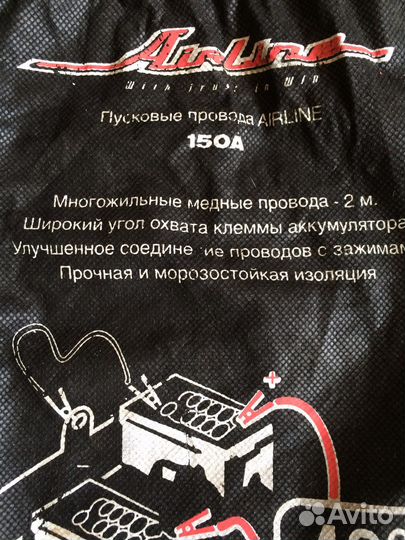 AirLine
With trust in WIN
Пусковые провода AIRLINE
150А
Многожильные медные провода - 2 м.
Широкий угол охвата клеммы аккумулятора
Улучшенное соедине ие проводов с зажимам
Прочная и морозостойкая изоляция
+
Avito